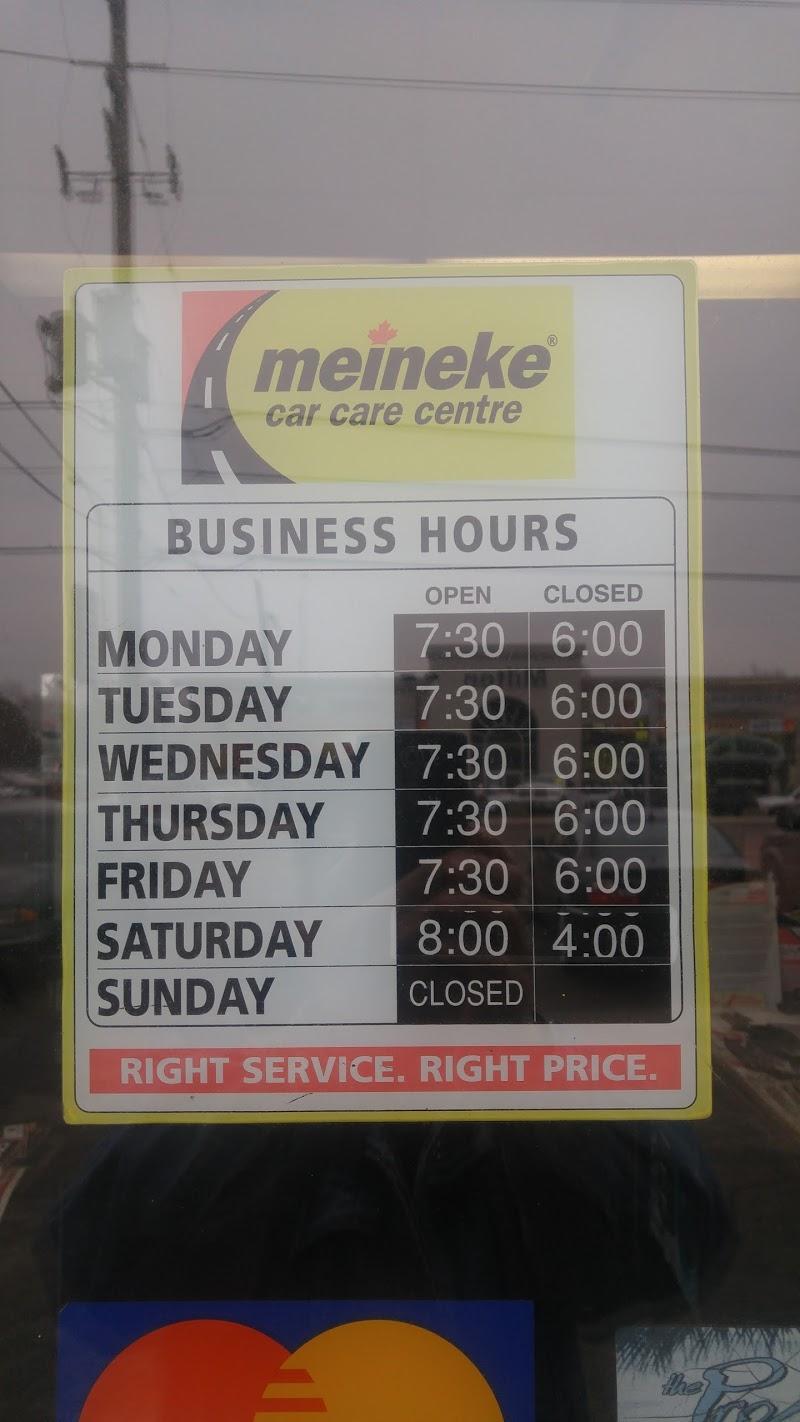 meineke®
car care centre
BUSINESS HOURS
OPEN CLOSED
MONDAY 7:30 6:00
TUESDAY 7:30 6:00
WEDNESDAY 7:30 6:00
THURSDAY 7:30 6:00
FRIDAY 7:30 6:00
SATURDAY 8:00 4:00
SUNDAY CLOSED
RIGHT SERVICE. RIGHT PRICE.
the